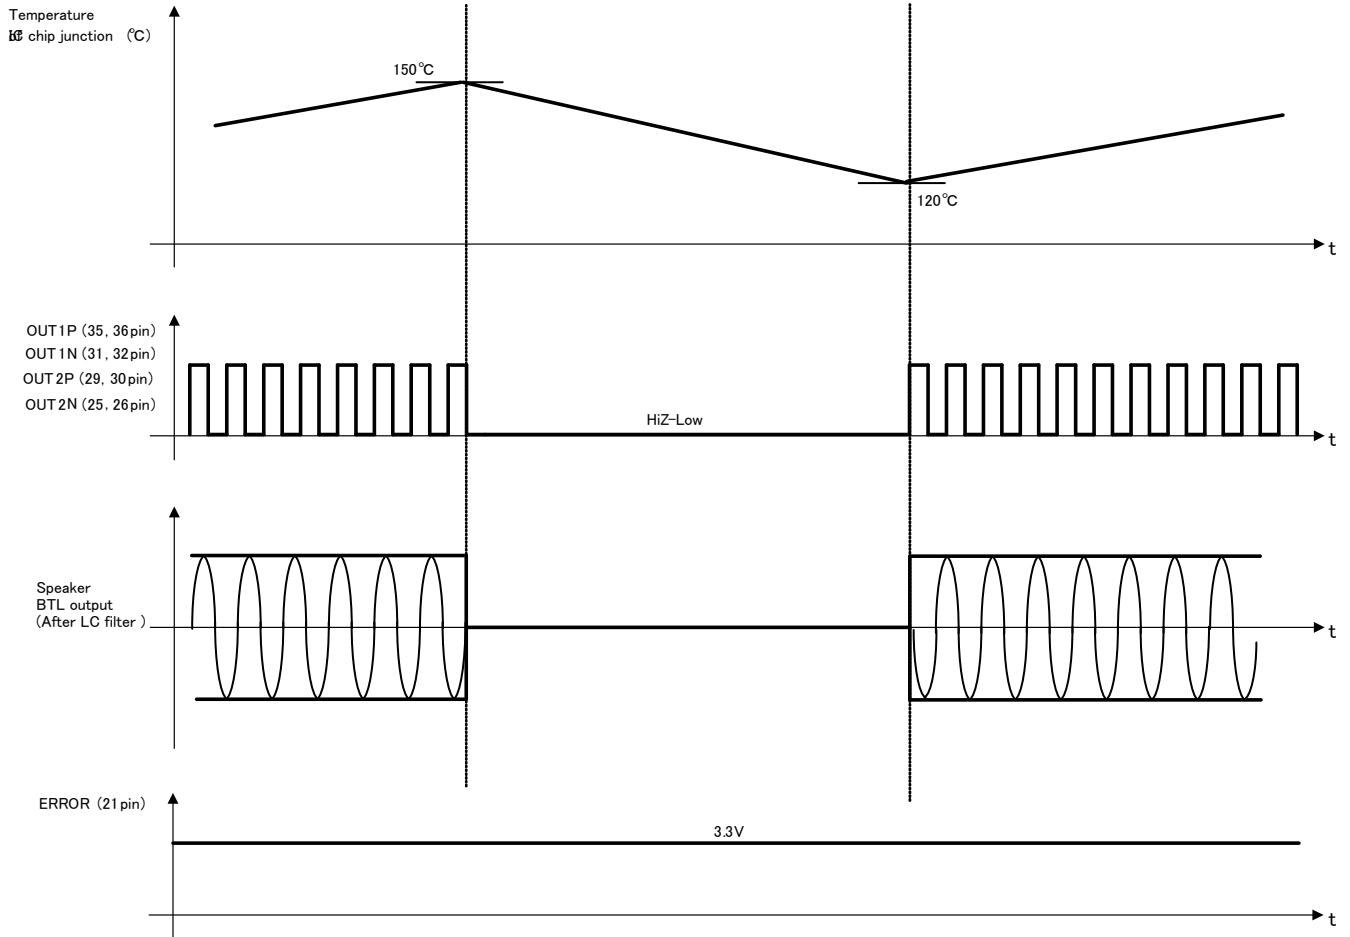 Temperature
chip junction (℃)
150℃
120℃
t
OUT1P (35, 36pin)
OUT1N (31, 32pin)
OUT2P (29, 30pin)
OUT2N (25, 26pin)
HiZ-Low
t
Speaker
BTL output
(After LC filter)
t
ERROR (21pin)
3.3V
t